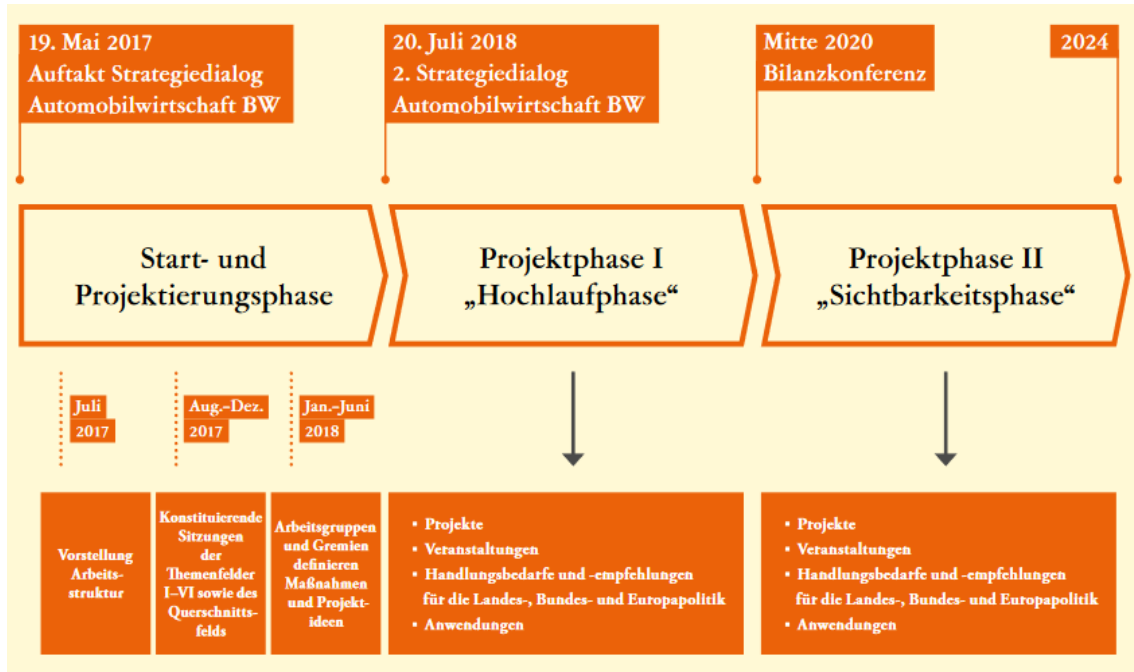 19. Mai 2017
Auftakt Strategiedialog
Automobilwirtschaft BW
20. Juli 2018
2. Strategiedialog
Automobilwirtschaft BW
Mitte 2020
Bilanzkonferenz
2024
Start- und
Projektierungsphase
Projektphase I
„Hochlaufphase“
Projektphase II
„Sichtbarkeitsphase“
Juli
2017
Aug.-Dez.
2017
Jan.-Juni
2018
Vorstellung
Arbeits-
struktur
Konstituierende
Sitzungen
der
Themenfelder
I–VI sowie des
Querschnitts-
felds
Arbeitsgruppen
und Gremien
definieren
Maßnahmen
und Projekt-
ideen
▪ Projekte
▪ Veranstaltungen
▪ Handlungsbedarfe und -empfehlungen
für die Landes-, Bundes- und Europapolitik
▪ Anwendungen
▪ Projekte
▪ Veranstaltungen
▪ Handlungsbedarfe und -empfehlungen
für die Landes-, Bundes- und Europapolitik
▪ Anwendungen